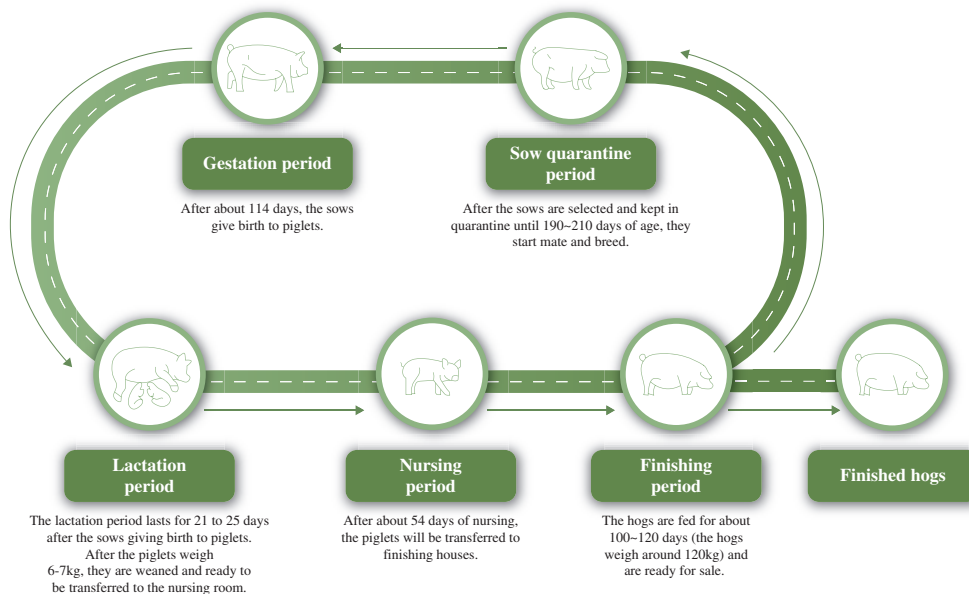 Gestation period
After about 114 days, the sows
give birth to piglets.
Sow quarantine
period
After the sows are selected and kept in
quarantine until 190~210 days of age, they
start mate and breed.
Lactation
period
The lactation period lasts for 21 to 25 days
after the sows giving birth to piglets.
After the piglets weigh
6-7kg, they are weaned and ready to
be transferred to the nursing room.
Nursing
period
After about 54 days of nursing,
the piglets will be transferred to
finishing houses.
Finishing
period
The hogs are fed for about
100~120 days (the hogs
weigh around 120kg) and
are ready for sale.
Finished hogs